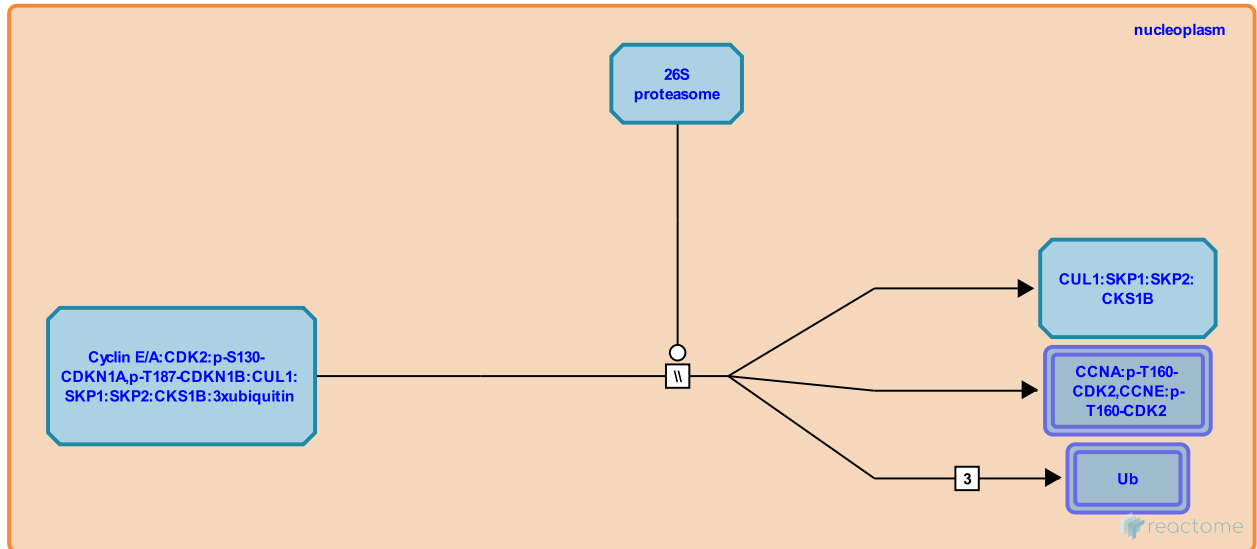 nucleoplasm
26S
proteasome
CUL1:SKP1:SKP2:
CKS1B
Cyclin E/A:CDK2:p-S130-
CDKN1A,p-T187-CDKN1B:CUL1:
SKP1:SKP2:CKS1B:3xubiquitin
\\
CCNA:p-T160-
CDK2,CCNE:p-
T160-CDK2
3
Ub
reactome